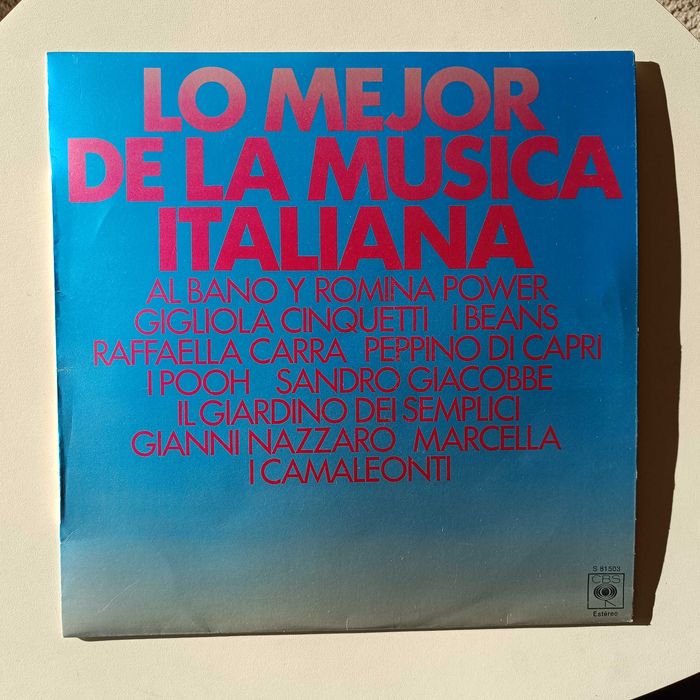 LO MEJOR
DE LA MUSICA
ITALIANA
AL BANO Y ROMINA POWER
GIGLIOLA CINQUETTI I BEANS
RAFFAELLA CARRA PEPPINO DI CAPRI
I POOH SANDRO GIACOBBE
IL GIARDINO DEI SEMPLICI
GIANNI NAZZARO MARCELLA
I CAMALEONTI
S 81503
CBS
Estéreo